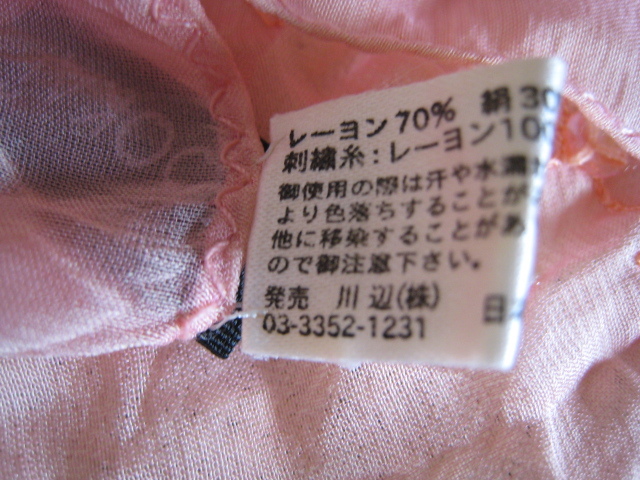 レーヨン70% 絹30
刺繍糸:レーヨン100
御使用の際は汗や水濡
より色落ちすることが
他に移染することがあ
ので御注意下さい。
発売 川辺(株) 日
03-3352-1231